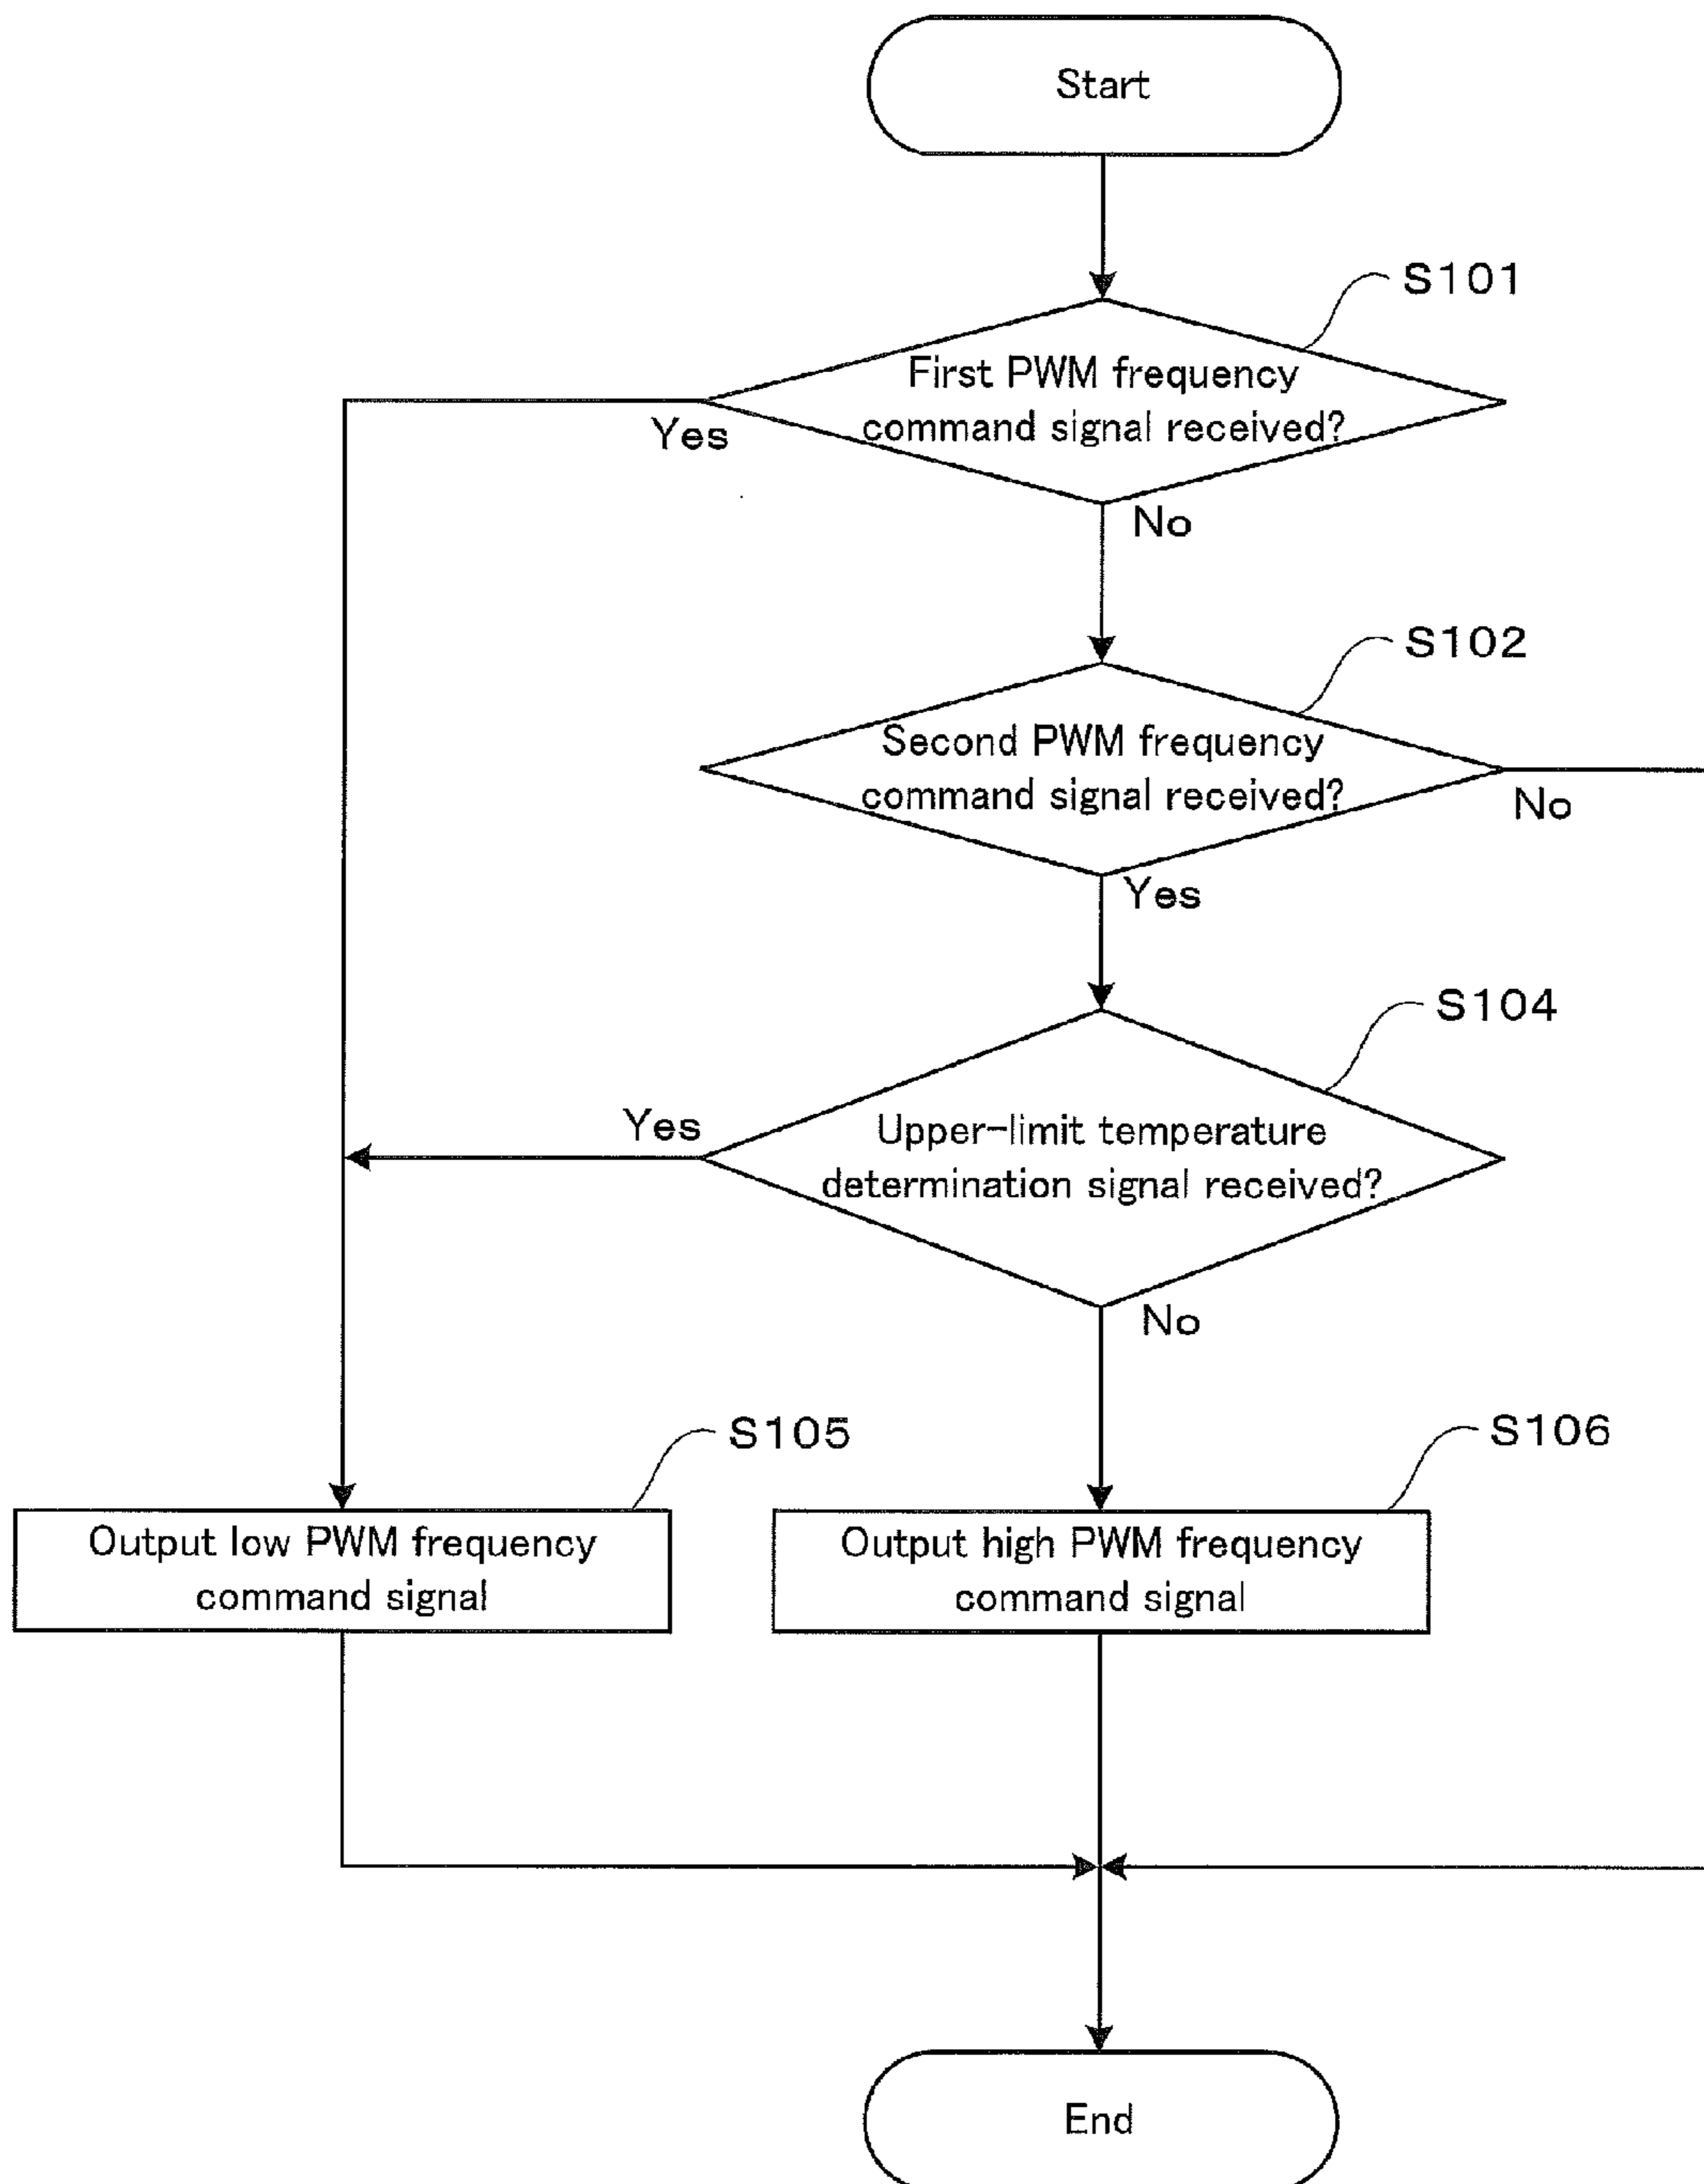 Start
S101
First PWM frequency
command signal received?
Yes
No
S102
Second PWM frequency
command signal received?
No
Yes
S104
Yes
Upper-limit temperature
determination signal received?
No
S105
S106
Output low PWM frequency
command signal
Output high PWM frequency
command signal
End